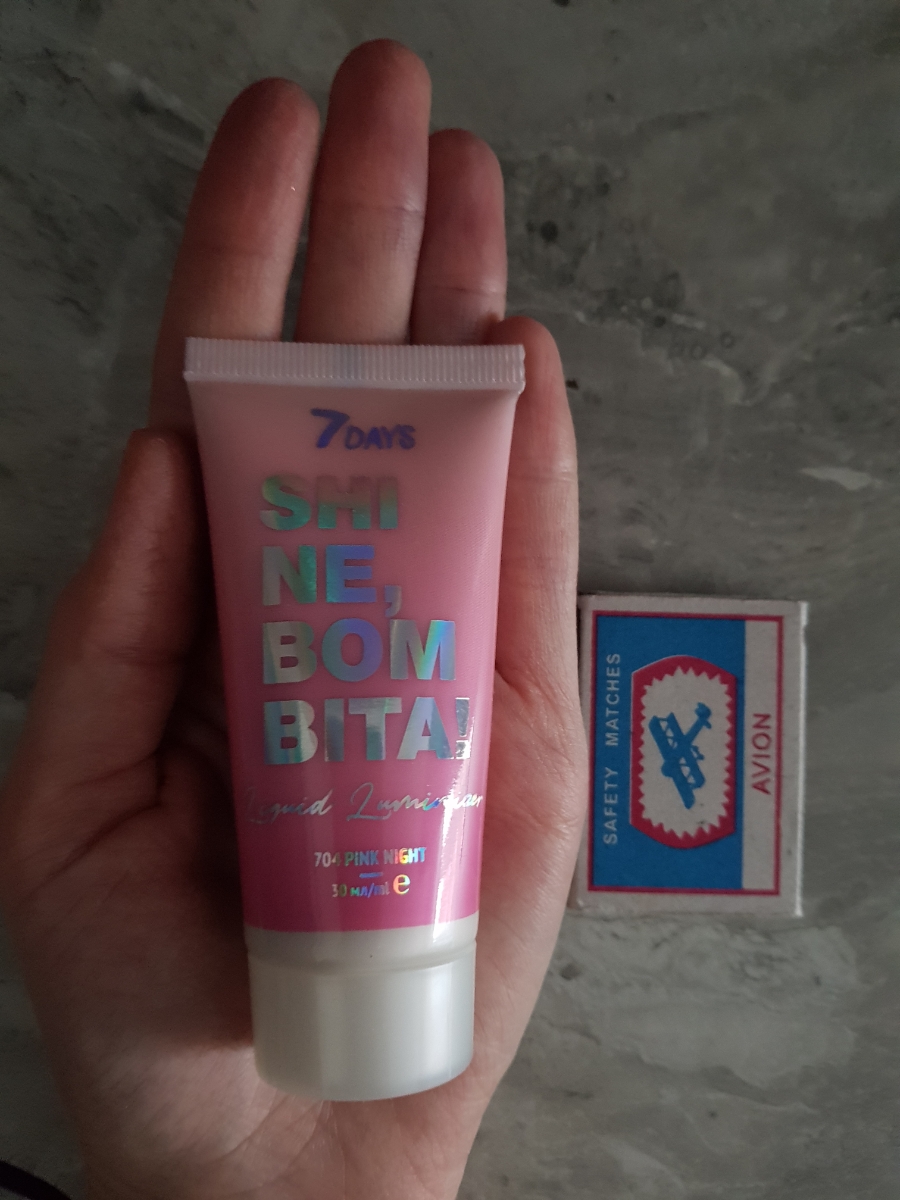 7DAYS
SHI
NE,
BOM
BITA!
Liquid Luminizer
704 PINK NIGHT
30 мл/ml e
SAFETY MATCHES
AVION